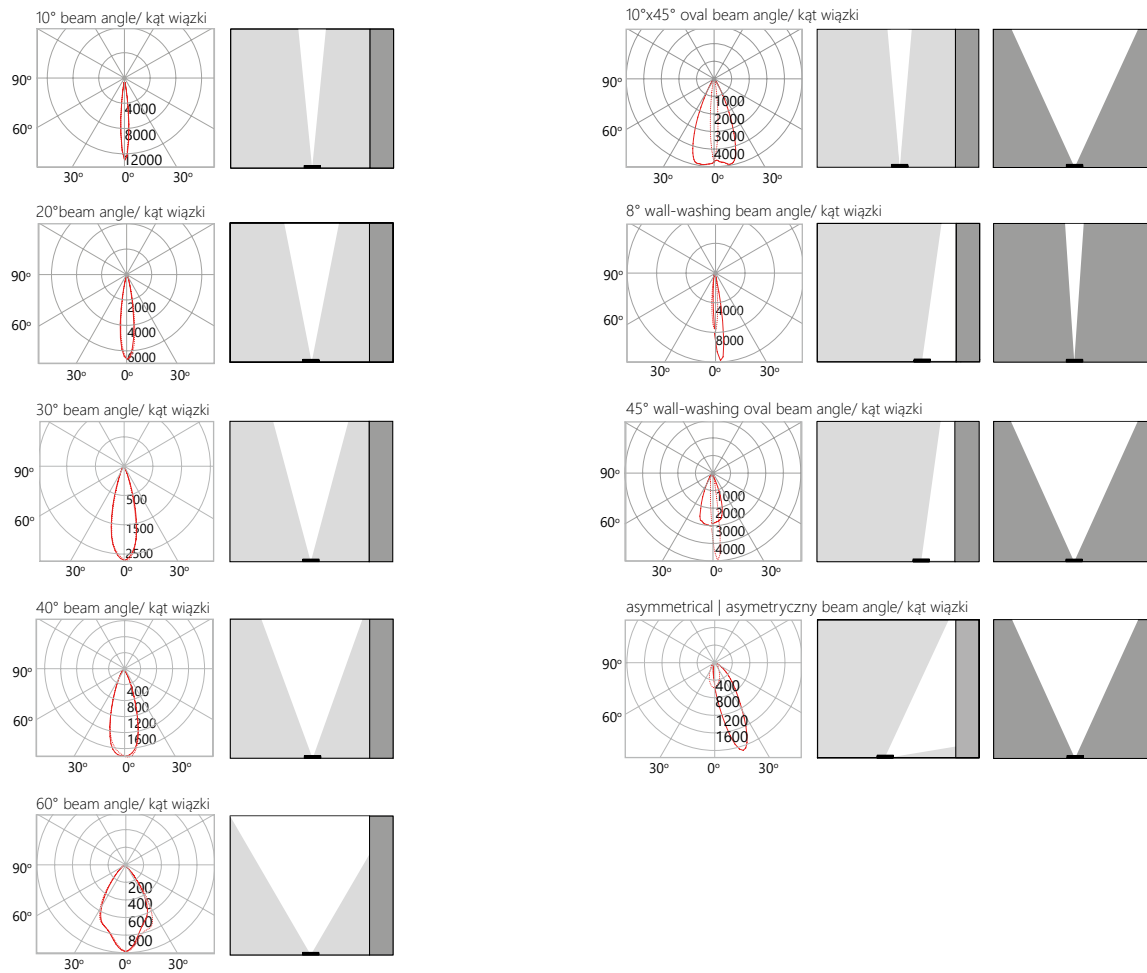 10° beam angle/ kąt wiązki
90°
60°
4000
8000
12000
30° 0° 30°
20°beam angle/ kąt wiązki
90°
60°
2000
4000
6000
30° 0° 30°
30° beam angle/ kąt wiązki
90°
60°
500
1500
2500
30° 0° 30°
40° beam angle/ kąt wiązki
90°
60°
400
800
1200
1600
30° 0° 30°
60° beam angle/ kąt wiązki
90°
60°
200
400
600
800
30° 0° 30°
10°x45° oval beam angle/ kąt wiązki
90°
60°
1000
2000
3000
4000
30° 0° 30°
8° wall-washing beam angle/ kąt wiązki
90°
60°
4000
8000
30° 0° 30°
45° wall-washing oval beam angle/ kąt wiązki
90°
60°
1000
2000
3000
4000
30° 0° 30°
asymmetrical | asymetryczny beam angle/ kąt wiązki
90°
60°
400
800
1200
1600
30° 0° 30°